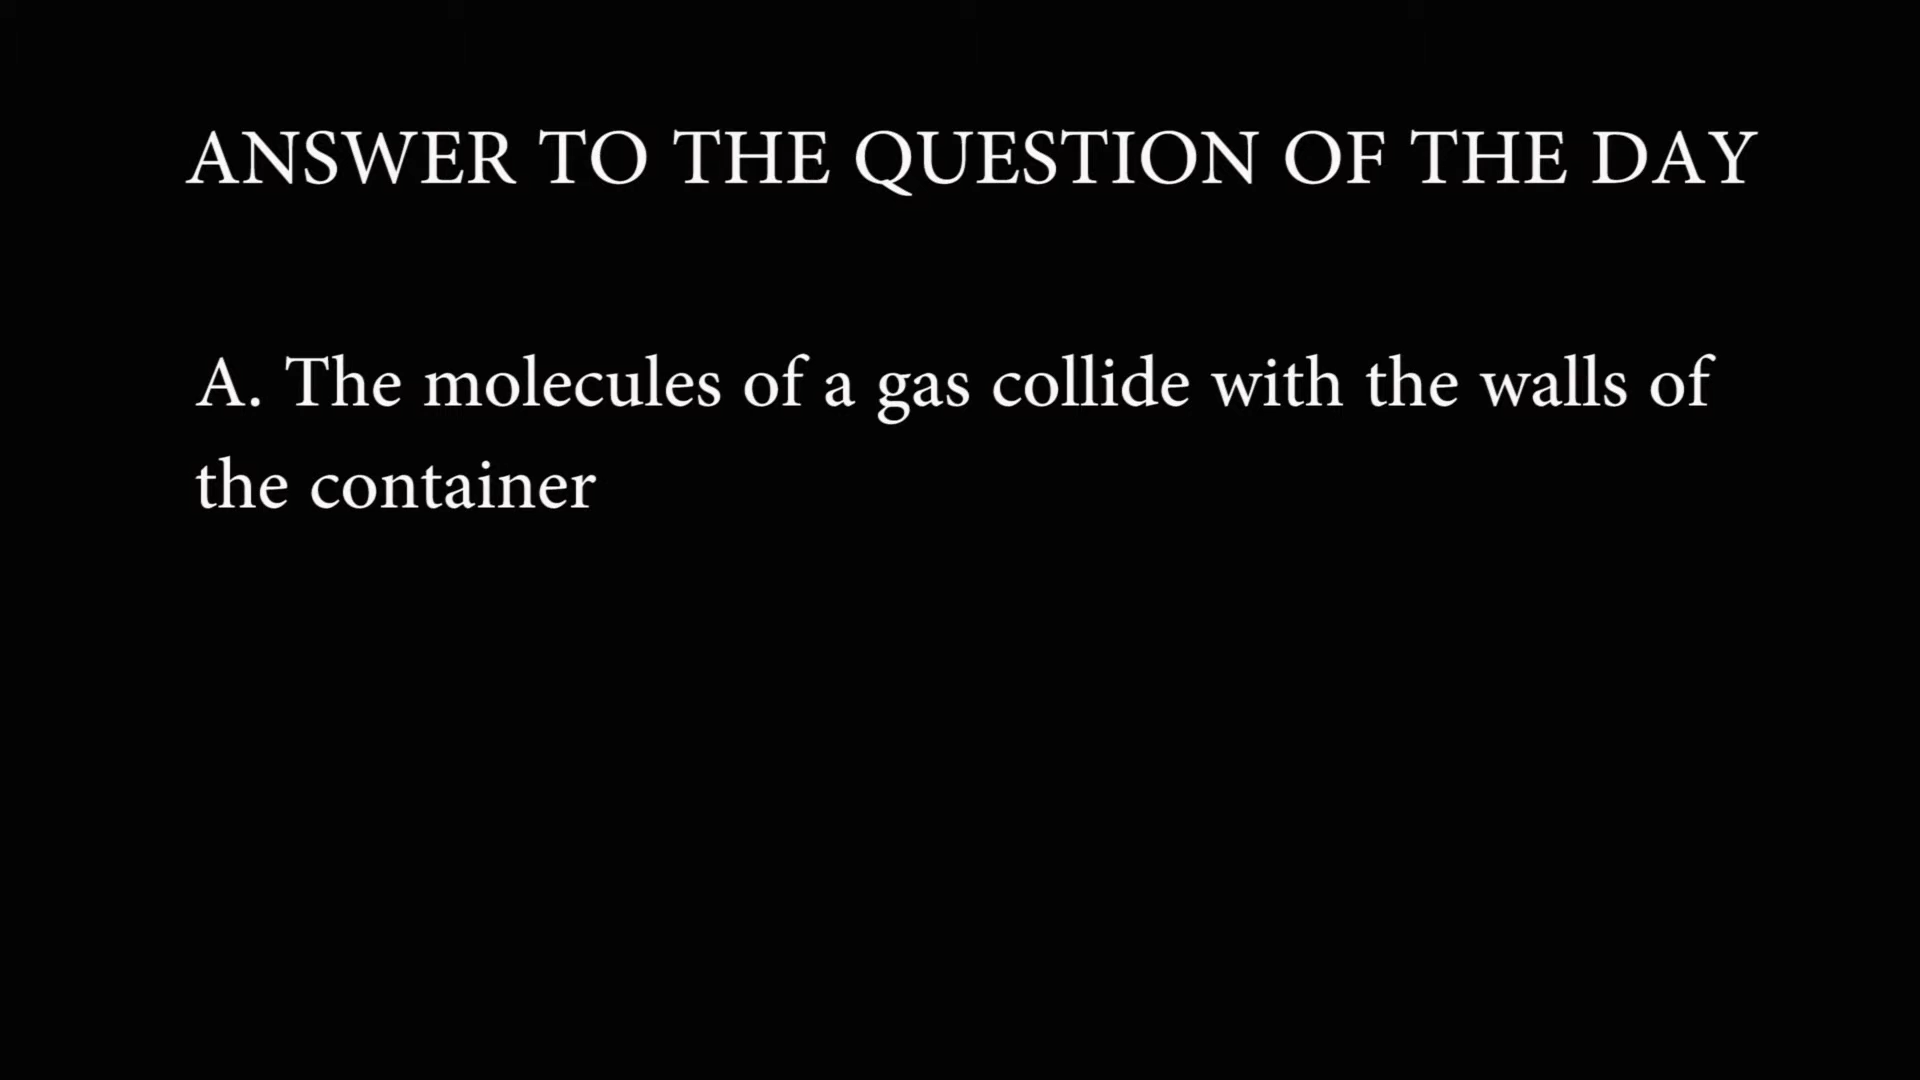 ANSWER TO THE QUESTION OF THE DAY
A. The molecules of a gas collide with the walls of
the container